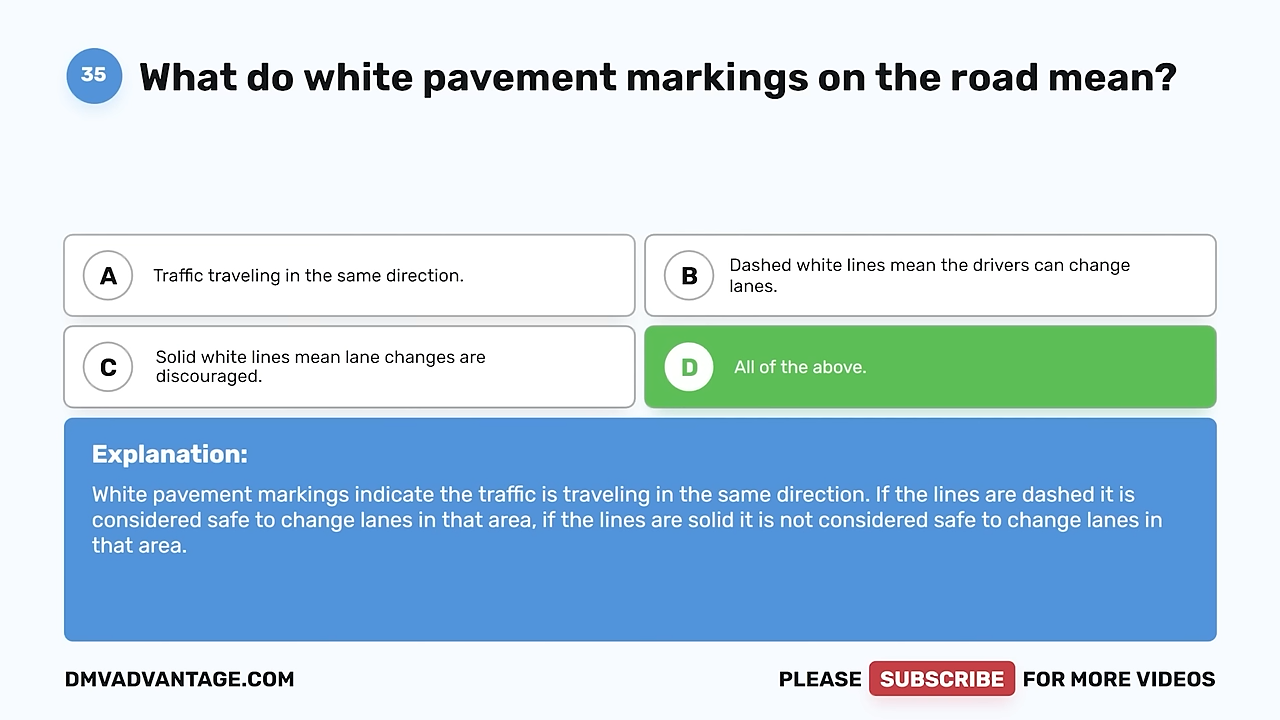 35 What do white pavement markings on the road mean?
A Traffic traveling in the same direction.
B Dashed white lines mean the drivers can change
lanes.
C Solid white lines mean lane changes are
discouraged.
D All of the above.
Explanation:
White pavement markings indicate the traffic is traveling in the same direction. If the lines are dashed it is
considered safe to change lanes in that area, if the lines are solid it is not considered safe to change lanes in
that area.
DMVADVANTAGE.COM
PLEASE SUBSCRIBE FOR MORE VIDEOS